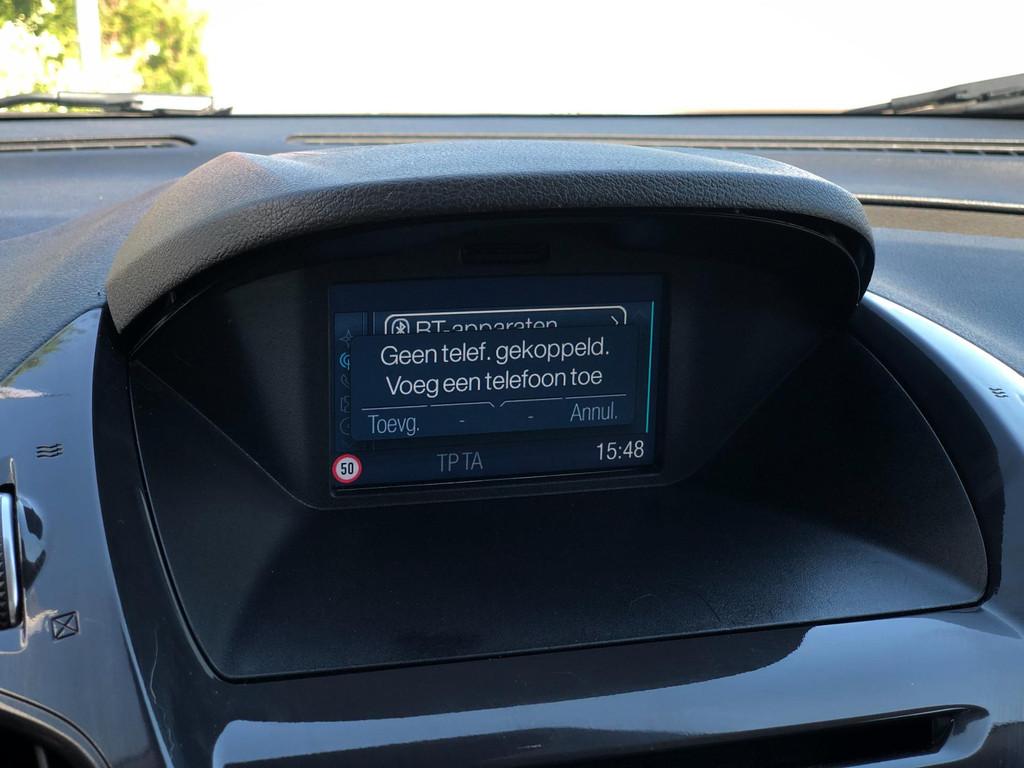 BT-apparaten
Geen telef. gekoppeld.
Voeg een telefoon toe
Toevg. - - Annul.
50 TP TA 15:48